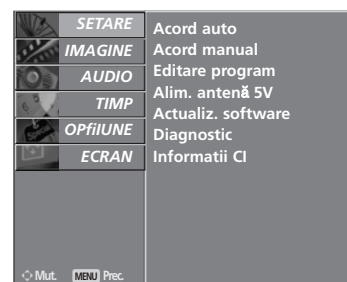 SETARE
IMAGINE
AUDIO
TIMP
OPfiIUNE
ECRAN
Acord auto
Acord manual
Editare program
Alim. antenă 5V
Actualiz. software
Diagnostic
Informatii CI
Mut. MENU Prec.